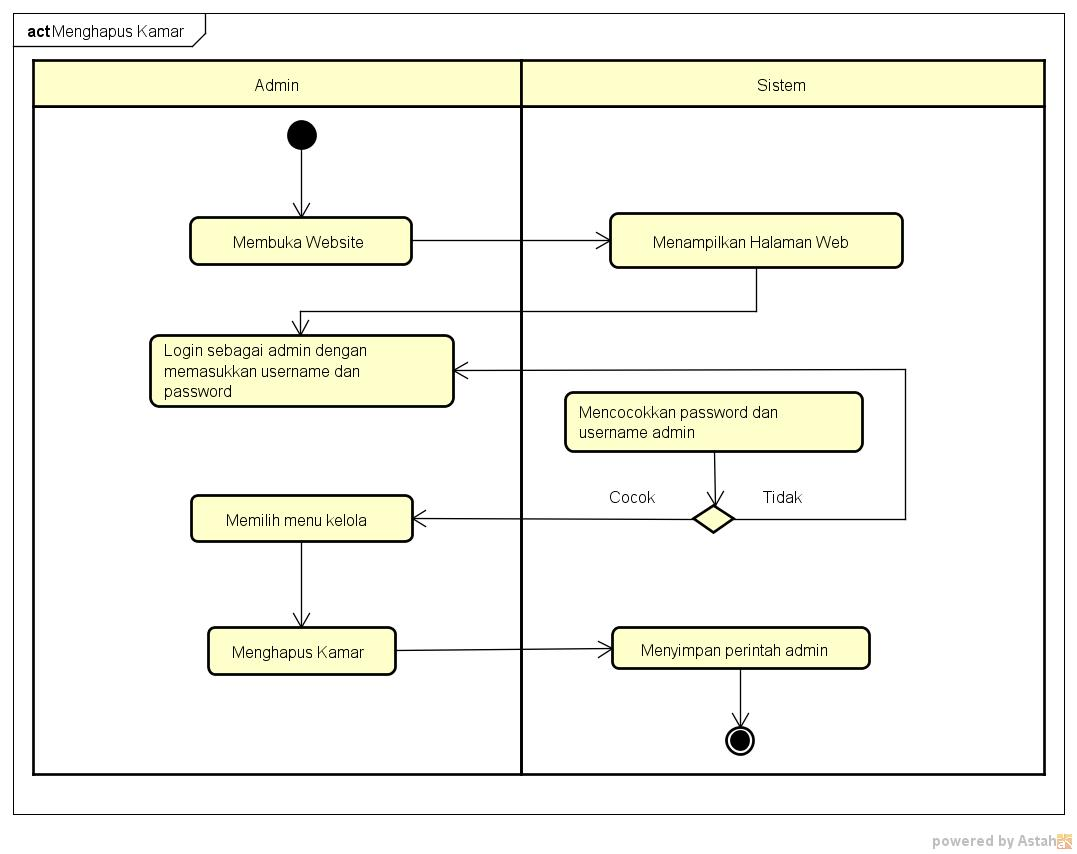 act Menghapus Kamar
Admin
Sistem
Membuka Website
Menampilkan Halaman Web
Login sebagai admin dengan
memasukkan username dan
password
Mencocokkan password dan
username admin
Cocok
Tidak
Memilih menu kelola
Menghapus Kamar
Menyimpan perintah admin
powered by Astah